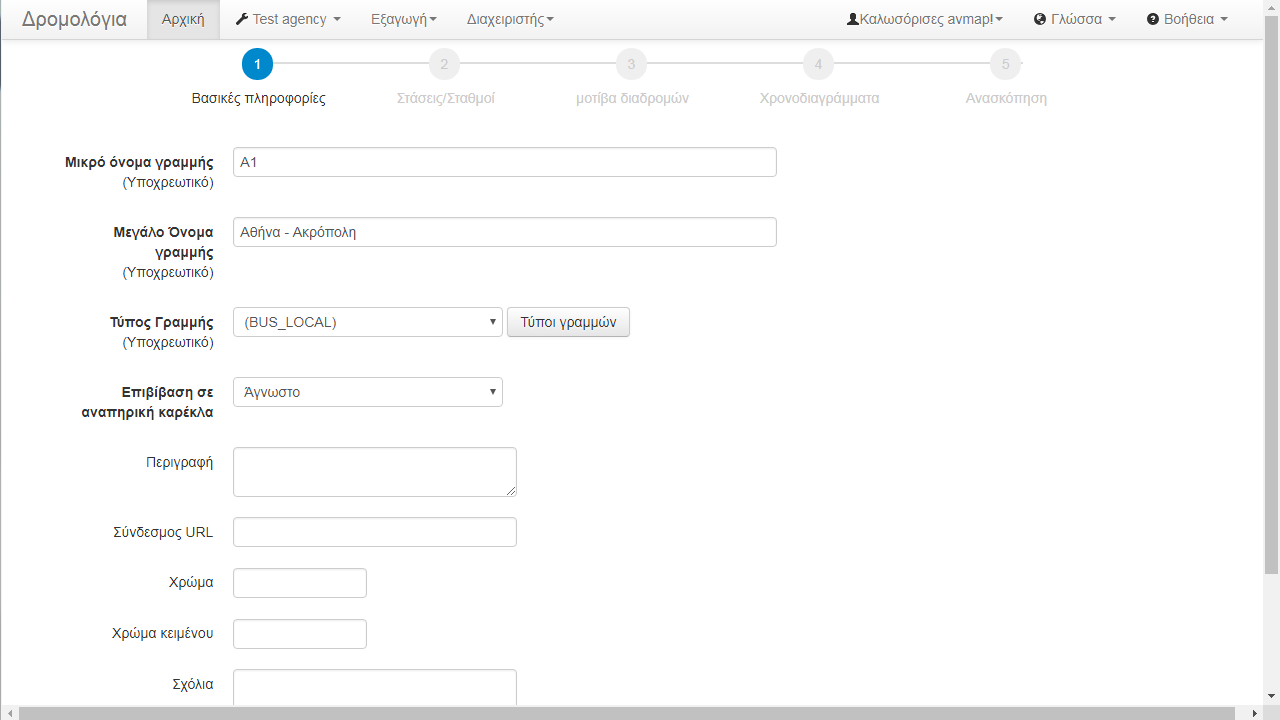 Δρομολόγια Αρχική Test agency Εξαγωγή Διαχειριστής Καλωσόρισες avmap! Γλώσσα Βοήθεια
1 2 3 4 5
Βασικές πληροφορίες Στάσεις/Σταθμοί μοτίβα διαδρομών Χρονοδιαγράμματα Ανασκόπηση
Μικρό όνομα γραμμής A1
(Υποχρεωτικό)
Μεγάλο Όνομα Αθήνα - Ακρόπολη
γραμμής
(Υποχρεωτικό)
Τύπος Γραμμής (BUS_LOCAL) Τύποι γραμμών
(Υποχρεωτικό)
Επιβίβαση σε Άγνωστο
αναπηρική καρέκλα
Περιγραφή
Σύνδεσμος URL
Χρώμα
Χρώμα κειμένου
Σχόλια